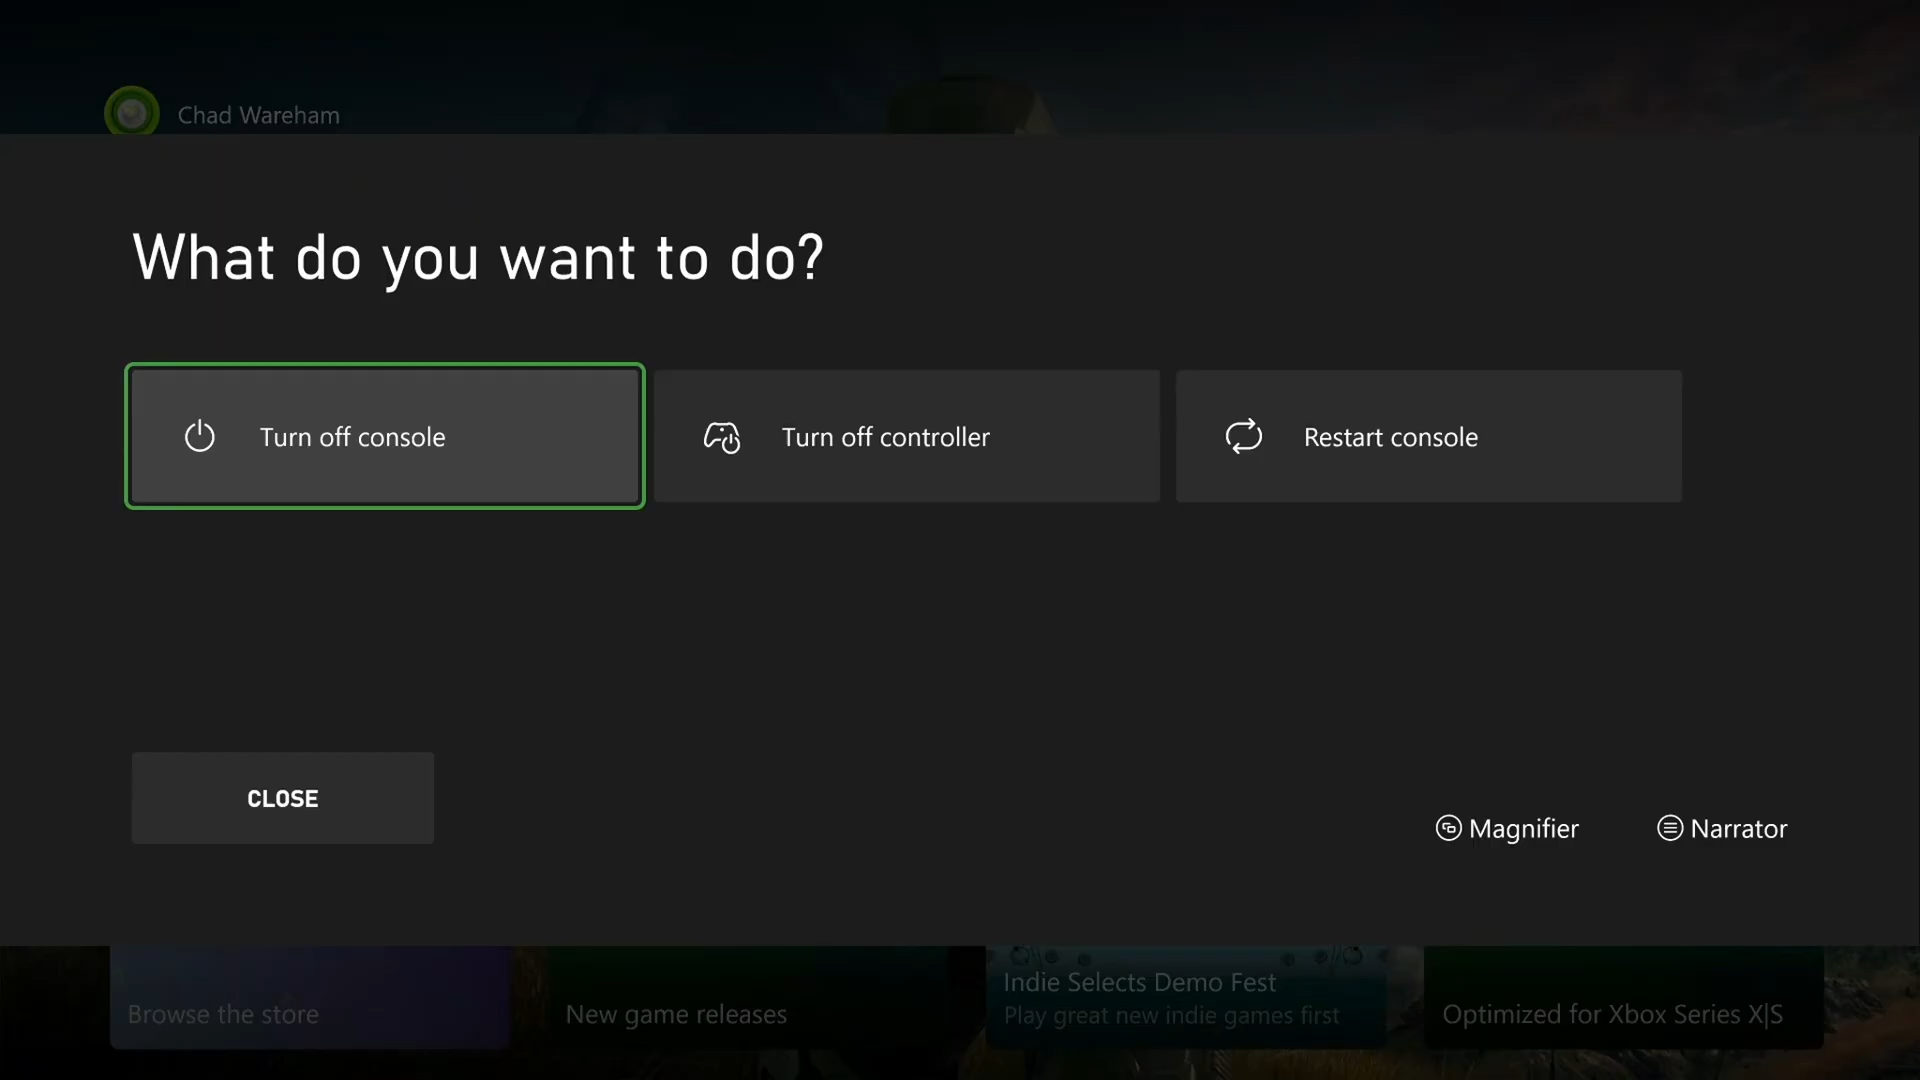 Chad Wareham
What do you want to do?
Turn off console
Turn off controller
Restart console
CLOSE
Magnifier
Narrator
Browse the store
New game releases
Indie Selects Demo Fest
Play great new indie games first
Optimized for Xbox Series X|S